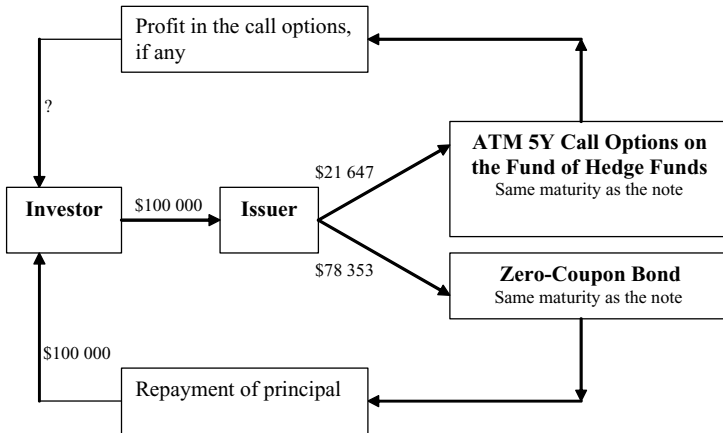 Profit in the call options,
if any
?
ATM 5Y Call Options on
the Fund of Hedge Funds
Same maturity as the note
$21 647
Investor
$100 000
Issuer
$78 353
Zero-Coupon Bond
Same maturity as the note
$100 000
Repayment of principal